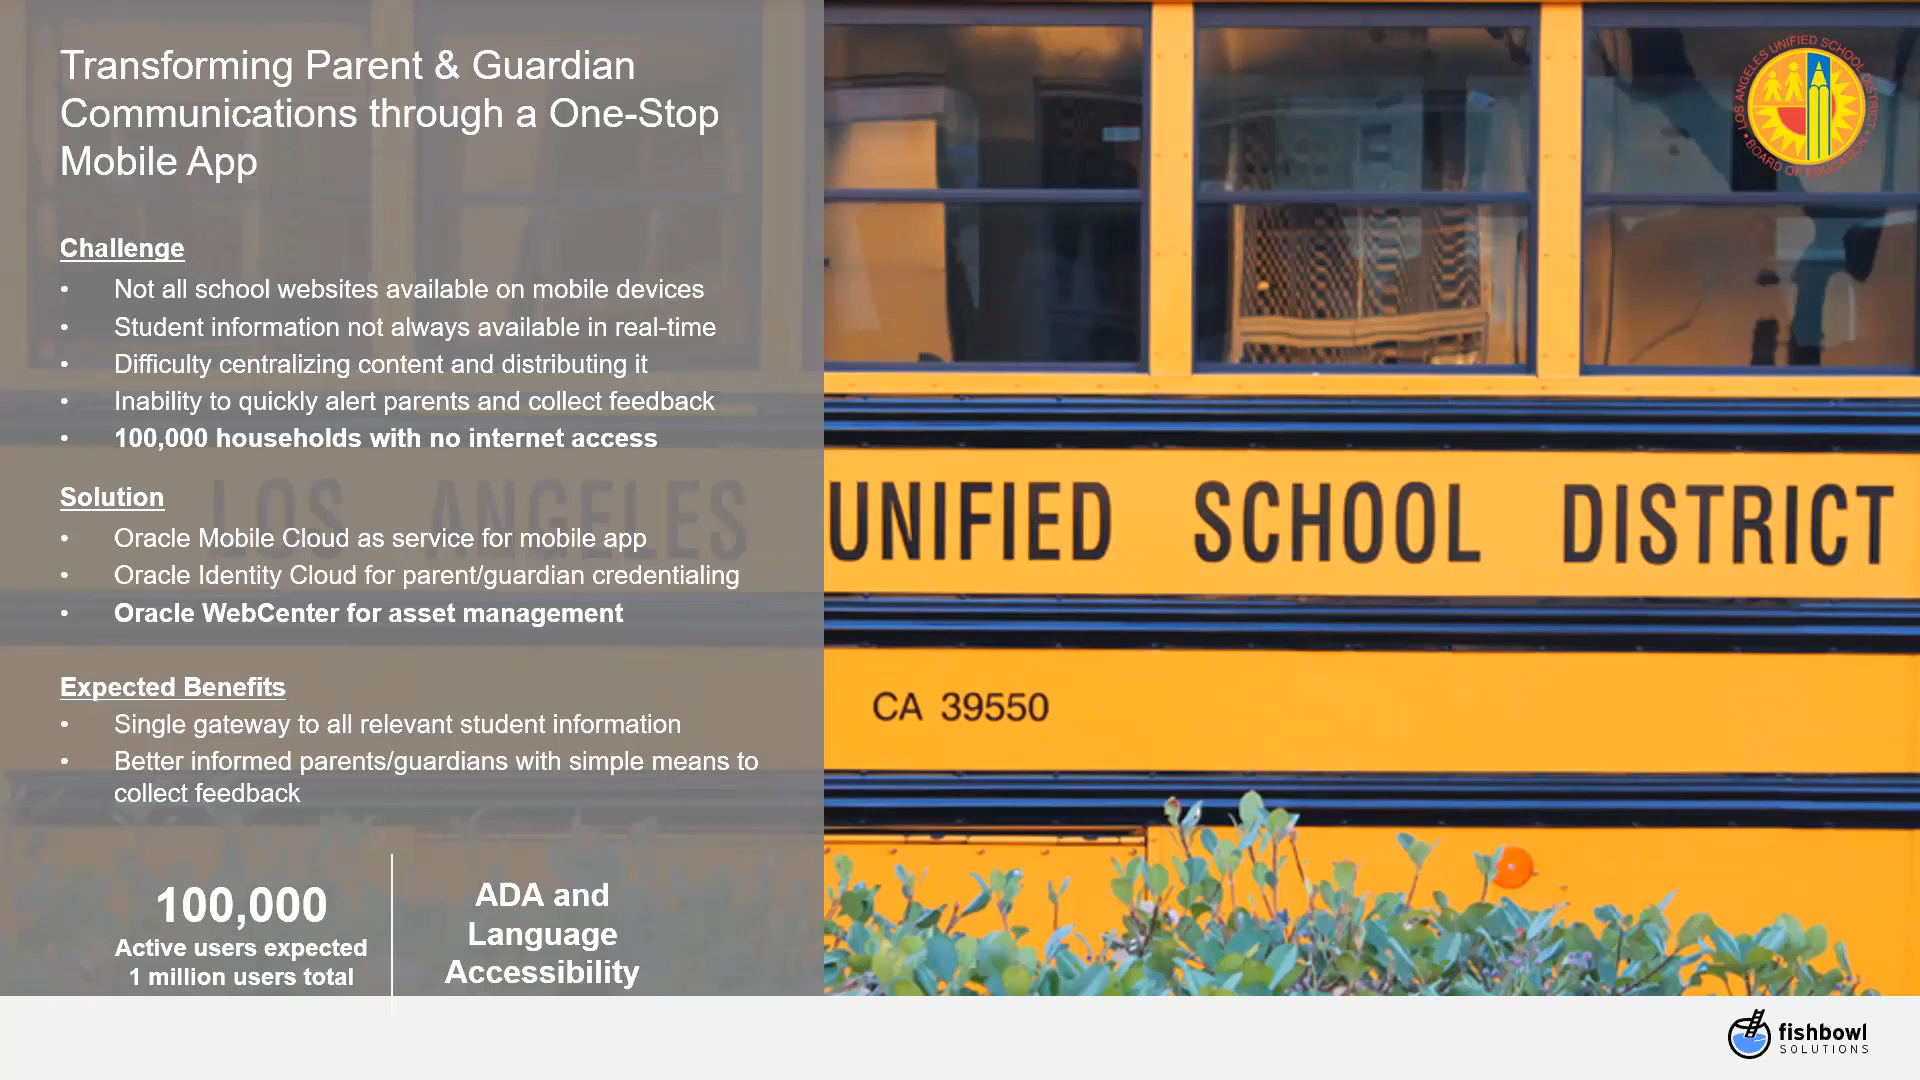 Transforming Parent & Guardian
Communications through a One-Stop
Mobile App
Challenge
• Not all school websites available on mobile devices
• Student information not always available in real-time
• Difficulty centralizing content and distributing it
• Inability to quickly alert parents and collect feedback
• 100,000 households with no internet access
Solution
• Oracle Mobile Cloud as service for mobile app
• Oracle Identity Cloud for parent/guardian credentialing
• Oracle WebCenter for asset management
Expected Benefits
• Single gateway to all relevant student information
• Better informed parents/guardians with simple means to
collect feedback
100,000
Active users expected
1 million users total
ADA and
Language
Accessibility
LOS ANGELES UNIFIED SCHOOL DISTRICT
• BOARD OF EDUCATION •
LOS ANGELES UNIFIED SCHOOL DISTRICT
CA 39550
fishbowl
SOLUTIONS